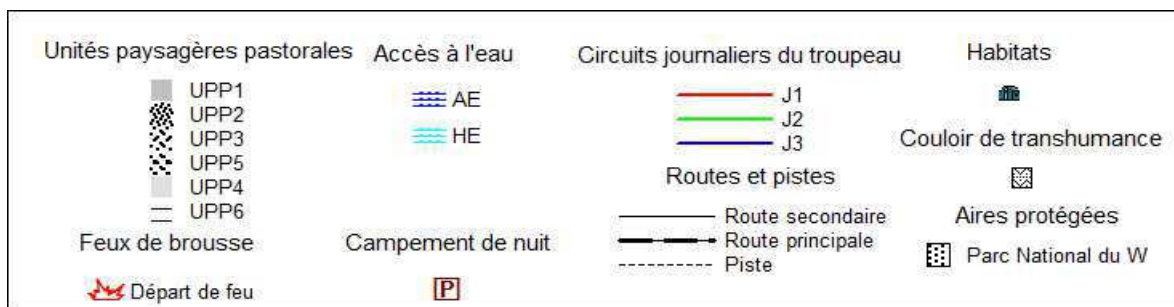 Unités paysagères pastorales
UPP1
UPP2
UPP3
UPP5
UPP4
UPP6
Feux de brousse
Départ de feu
Accès à l'eau
AE
HE
Campement de nuit
P
Circuits journaliers du troupeau
J1
J2
J3
Routes et pistes
Route secondaire
Route principale
Piste
Habitats
Couloir de transhumance
Aires protégées
Parc National du W